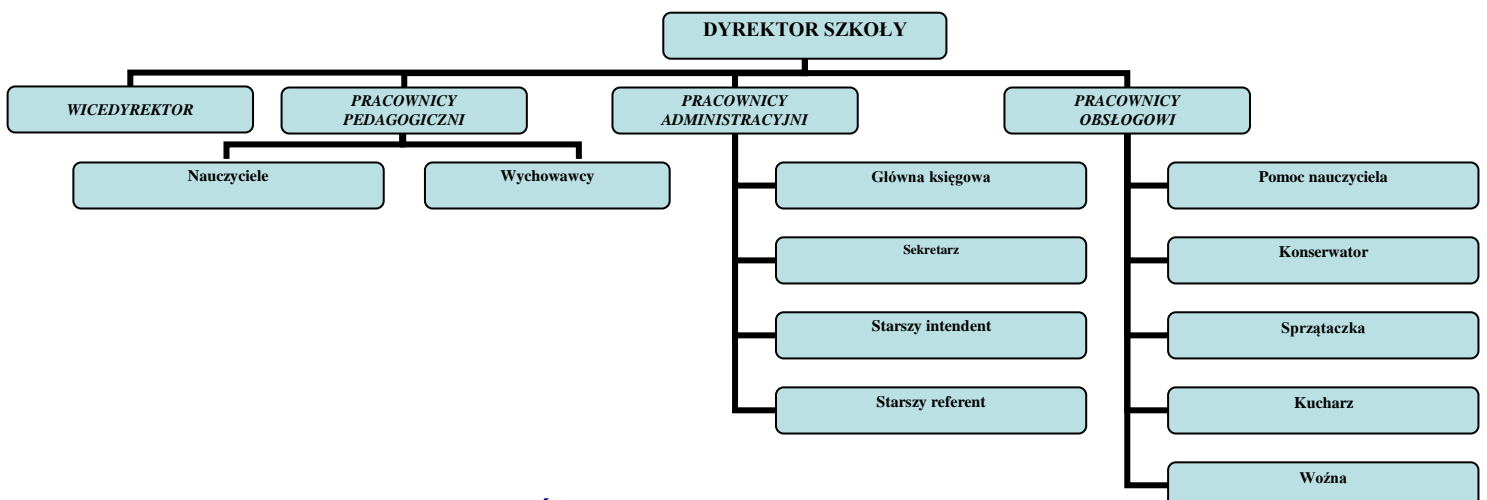 DYREKTOR SZKOŁY
WICEDYREKTOR
PRACOWNICY
PEDAGOGICZNI
PRACOWNICY
ADMINISTRACYJNI
PRACOWNICY
OBSŁOGOWI
Nauczyciele
Wychowawcy
Główna księgowa
Sekretarz
Starszy intendent
Starszy referent
Pomoc nauczyciela
Konserwator
Sprzątaczka
Kucharz
Woźna